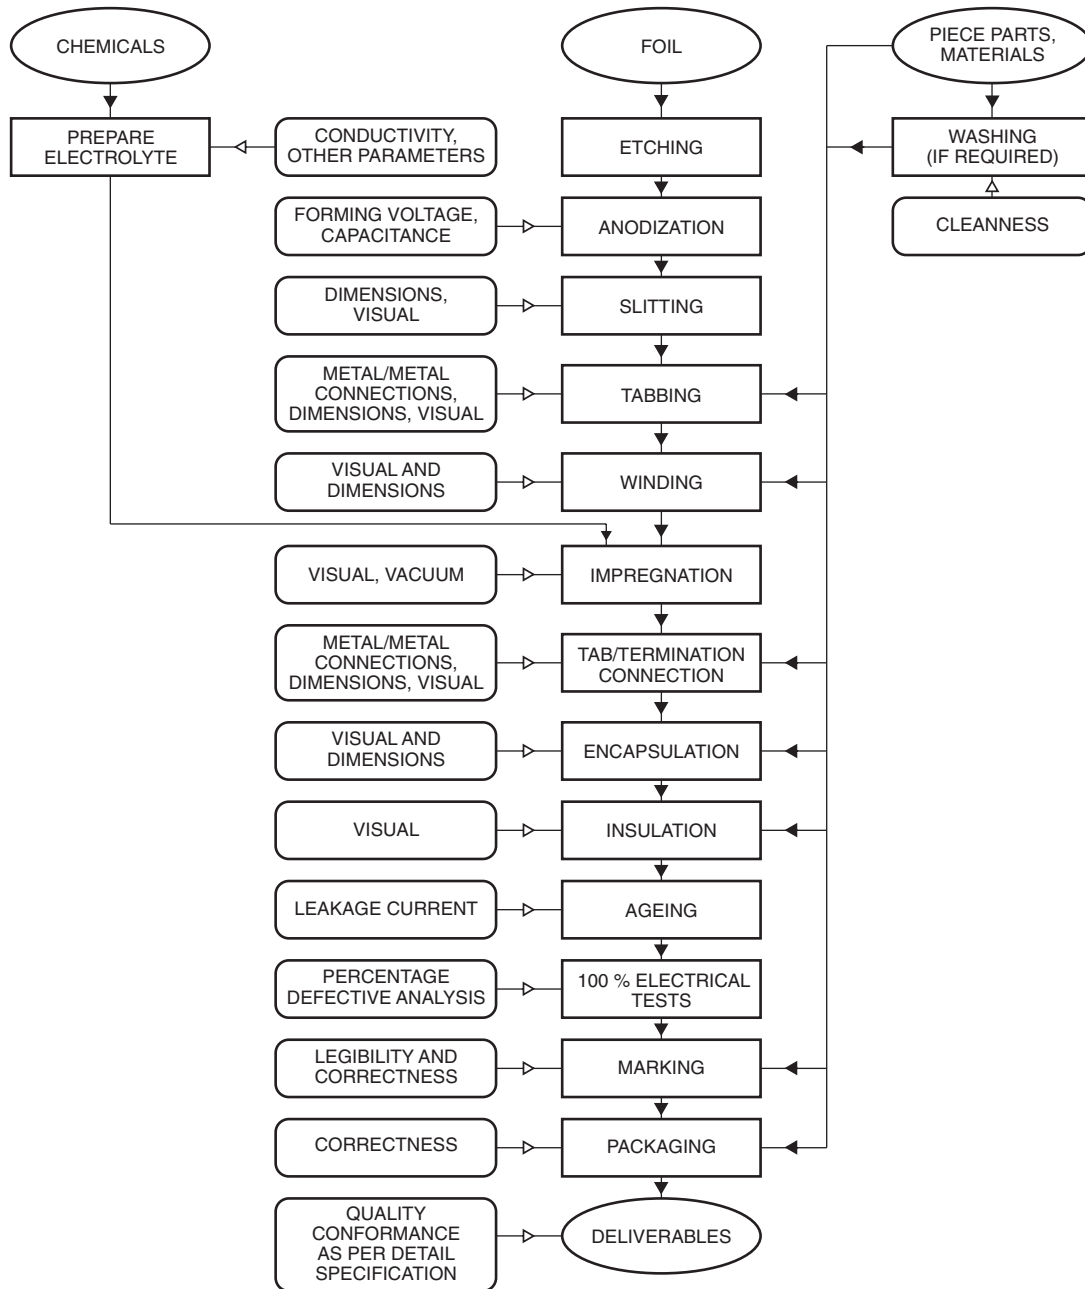 CHEMICALS
FOIL
PIECE PARTS,
MATERIALS
PREPARE
ELECTROLYTE
CONDUCTIVITY,
OTHER PARAMETERS
ETCHING
WASHING
(IF REQUIRED)
FORMING VOLTAGE,
CAPACITANCE
ANODIZATION
CLEANNESS
DIMENSIONS,
VISUAL
SLITTING
METAL/METAL
CONNECTIONS,
DIMENSIONS, VISUAL
TABBING
VISUAL AND
DIMENSIONS
WINDING
VISUAL, VACUUM
IMPREGNATION
METAL/METAL
CONNECTIONS,
DIMENSIONS, VISUAL
TAB/TERMINATION
CONNECTION
VISUAL AND
DIMENSIONS
ENCAPSULATION
VISUAL
INSULATION
LEAKAGE CURRENT
AGEING
PERCENTAGE
DEFECTIVE ANALYSIS
100 % ELECTRICAL
TESTS
LEGIBILITY AND
CORRECTNESS
MARKING
CORRECTNESS
PACKAGING
QUALITY
CONFORMANCE
AS PER DETAIL
SPECIFICATION
DELIVERABLES